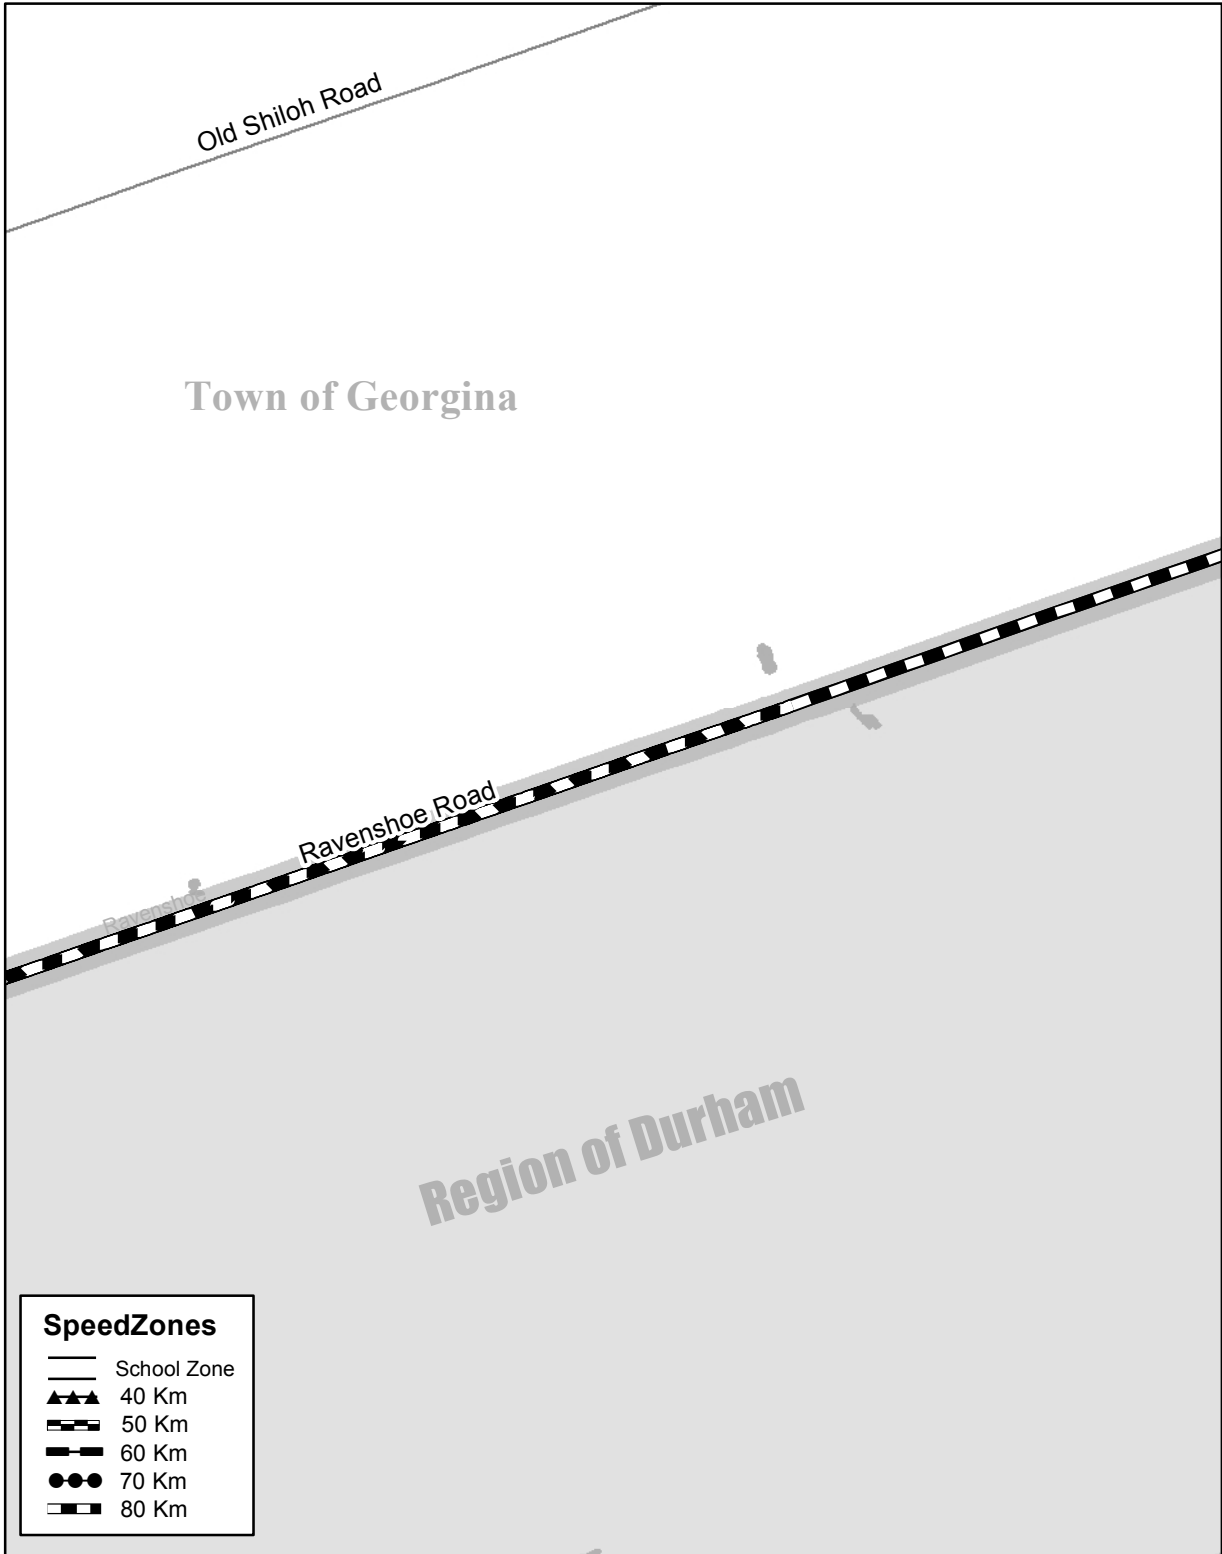 Old Shiloh Road
Town of Georgina
Ravenshoe Road
Ravenshoe
Region of Durham
SpeedZones
School Zone
40 Km
50 Km
60 Km
70 Km
80 Km